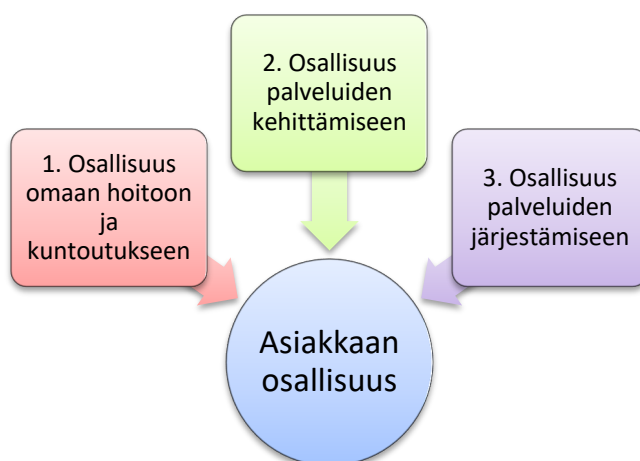 1. Osallisuus
omaan hoitoon
ja
kuntoutukseen
2. Osallisuus
palveluiden
kehittämiseen
3. Osallisuus
palveluiden
järjestämiseen
Asiakkaan
osallisuus